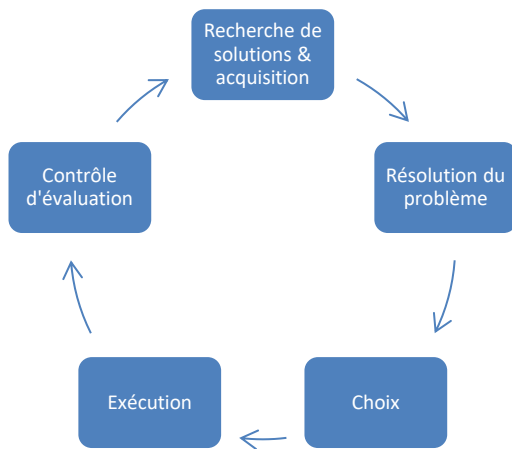 Recherche de
solutions &
acquisition
Résolution du
problème
Choix
Exécution
Contrôle
d'évaluation